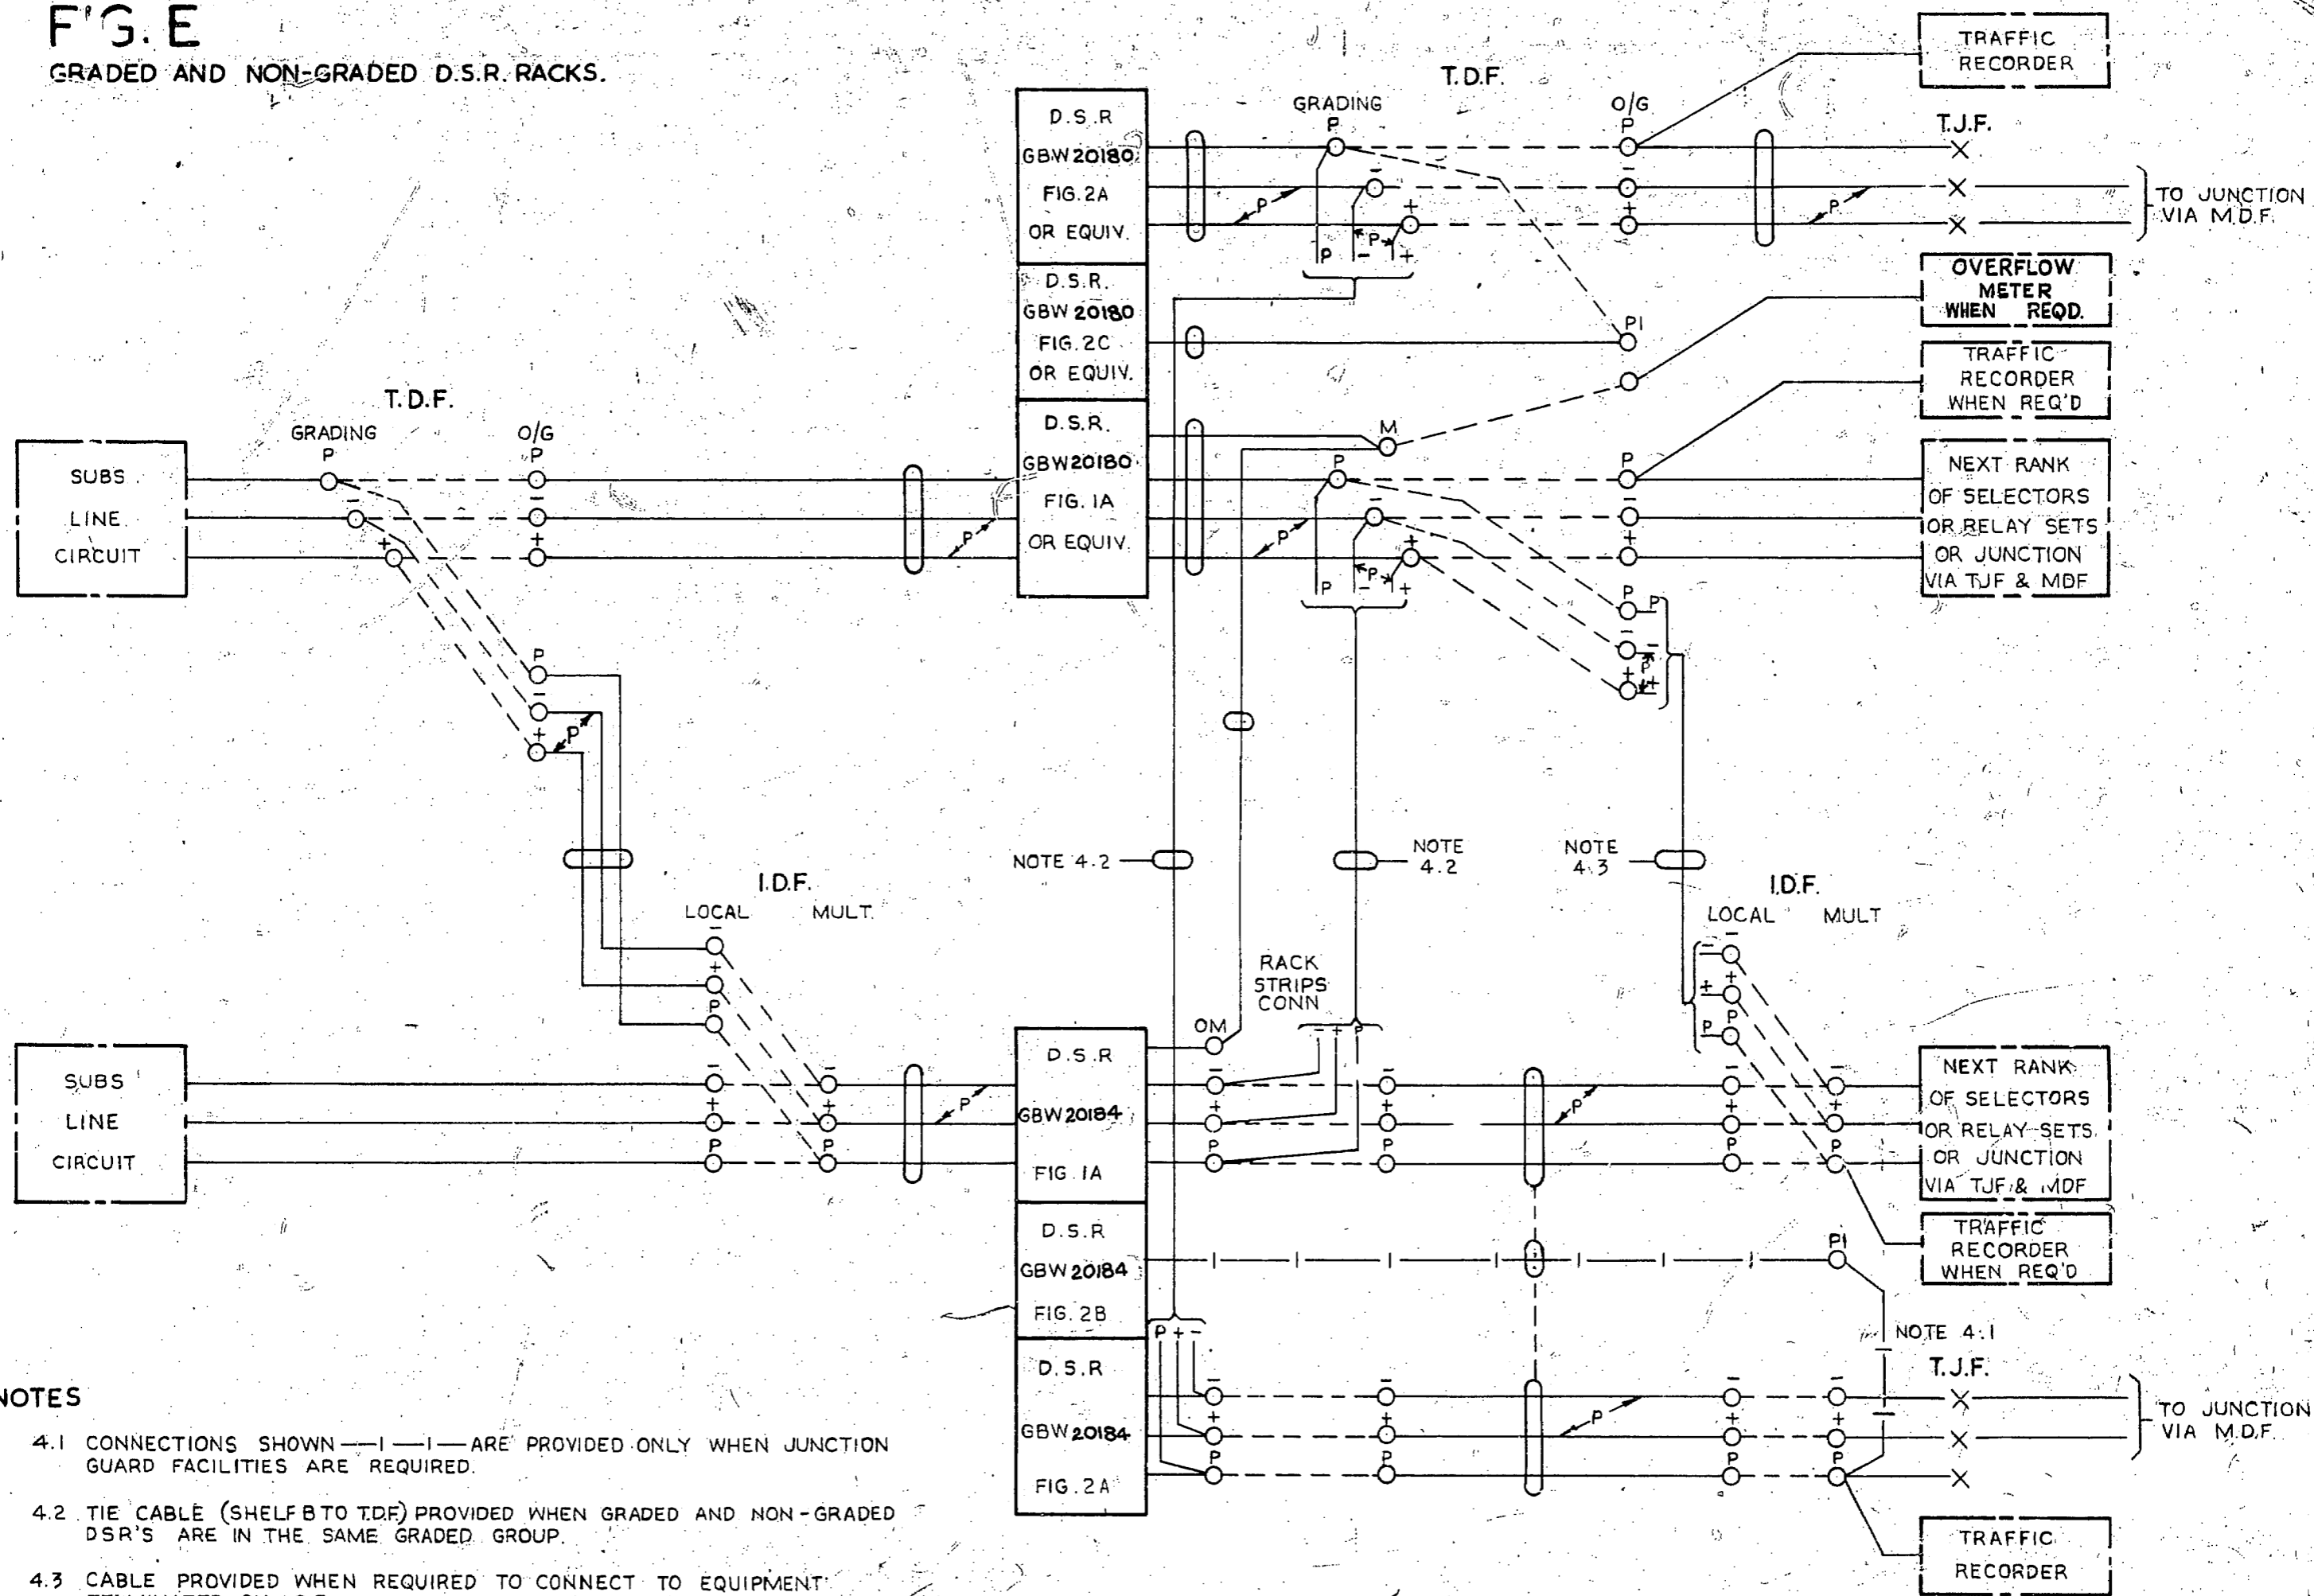 FIG. E
GRADED AND NON-GRADED D.S.R. RACKS.
T.D.F.
GRADING
O/G
P
P
-
-
+
+
P
P
P - +
P
D.S.R
GBW 20180
FIG. 2A
OR EQUIV.
D.S.R.
GBW 20180
FIG. 2C
OR EQUIV.
D.S.R.
GBW 20180
FIG. 1A
OR EQUIV.
TRAFFIC
RECORDER
T.J.F.
TO JUNCTION
VIA M.D.F.
OVERFLOW
METER
WHEN REQD.
PI
TRAFFIC
RECORDER
WHEN REQ'D
M
P
P
-
-
+
+
P
P - +
P
NEXT RANK
OF SELECTORS
OR RELAY SETS
OR JUNCTION
VIA TJF & MDF
P P
- -
P
+ +
T.D.F.
GRADING
O/G
P
P
-
-
+
+
SUBS
LINE
CIRCUIT
P
P
-
P
+
NOTE 4.2
NOTE
4.2
NOTE
4.3
I.D.F.
LOCAL MULT.
-
+
P
I.D.F.
LOCAL MULT
- -
+ +
P P
RACK
STRIPS
CONN
- + P
OM
SUBS
LINE
CIRCUIT
- -
+ +
P P
P
D.S.R
GBW 20184
FIG. 1A
D.S.R
GBW 20184
FIG. 2B
D.S.R
GBW 20184
FIG. 2A
- - - -
+ + + +
P P P P
P
NEXT RANK
OF SELECTORS
OR RELAY SETS
OR JUNCTION
VIA TJF & MDF
TRAFFIC
RECORDER
WHEN REQ'D
PI
NOTE 4.1
T.J.F.
P + -
- - - -
+ + + +
P P P P
P
TO JUNCTION
VIA M.D.F.
TRAFFIC
RECORDER
NOTES
4.1 CONNECTIONS SHOWN —I—I— ARE PROVIDED ONLY WHEN JUNCTION
GUARD FACILITIES ARE REQUIRED.
4.2 TIE CABLE (SHELF B TO T.D.F.) PROVIDED WHEN GRADED AND NON-GRADED
DSR'S ARE IN THE SAME GRADED GROUP.
4.3 CABLE PROVIDED WHEN REQUIRED TO CONNECT TO EQUIPMENT